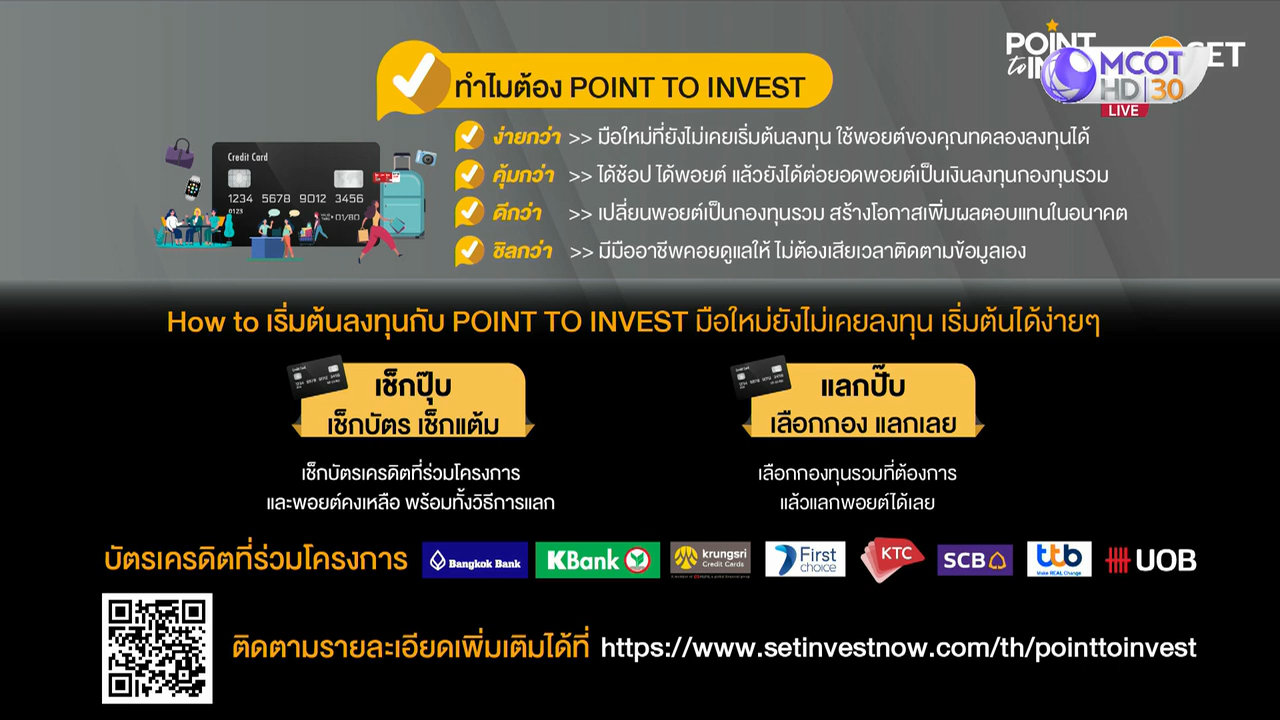 POINT
to IN
SET
MCOT
HD 30
LIVE
ทำไมต้อง POINT TO INVEST
ง่ายกว่า >> มือใหม่ที่ยังไม่เคยเริ่มต้นลงทุน ใช้พอยต์ของคุณทดลองลงทุนได้
คุ้มกว่า >> ได้ช้อป ได้พอยต์ แล้วยังได้ต่อยอดพอยต์เป็นเงินลงทุนกองทุนรวม
ดีกว่า >> เปลี่ยนพอยต์เป็นกองทุนรวม สร้างโอกาสเพิ่มผลตอบแทนในอนาคต
ชิลกว่า >> มีมืออาชีพคอยดูแลให้ ไม่ต้องเสียเวลาติดตามข้อมูลเอง
Credit Card
1234 5678 9012 3456
0123
01/80
How to เริ่มต้นลงทุนกับ POINT TO INVEST มือใหม่ยังไม่เคยลงทุน เริ่มต้นได้ง่ายๆ
เช็กปุ๊บ
เช็กบัตร เช็กแต้ม
เช็กบัตรเครดิตที่ร่วมโครงการ
และพอยต์คงเหลือ พร้อมทั้งวิธีการแลก
แลกปั๊บ
เลือกกอง แลกเลย
เลือกกองทุนรวมที่ต้องการ
แล้วแลกพอยต์ได้เลย
บัตรเครดิตที่ร่วมโครงการ
Bangkok Bank
KBank
krungsri
Credit Cards
First
choice
KTC
SCB
ttb
Make REAL Change
UOB
ติดตามรายละเอียดเพิ่มเติมได้ที่ https://www.setinvestnow.com/th/pointtoinvest